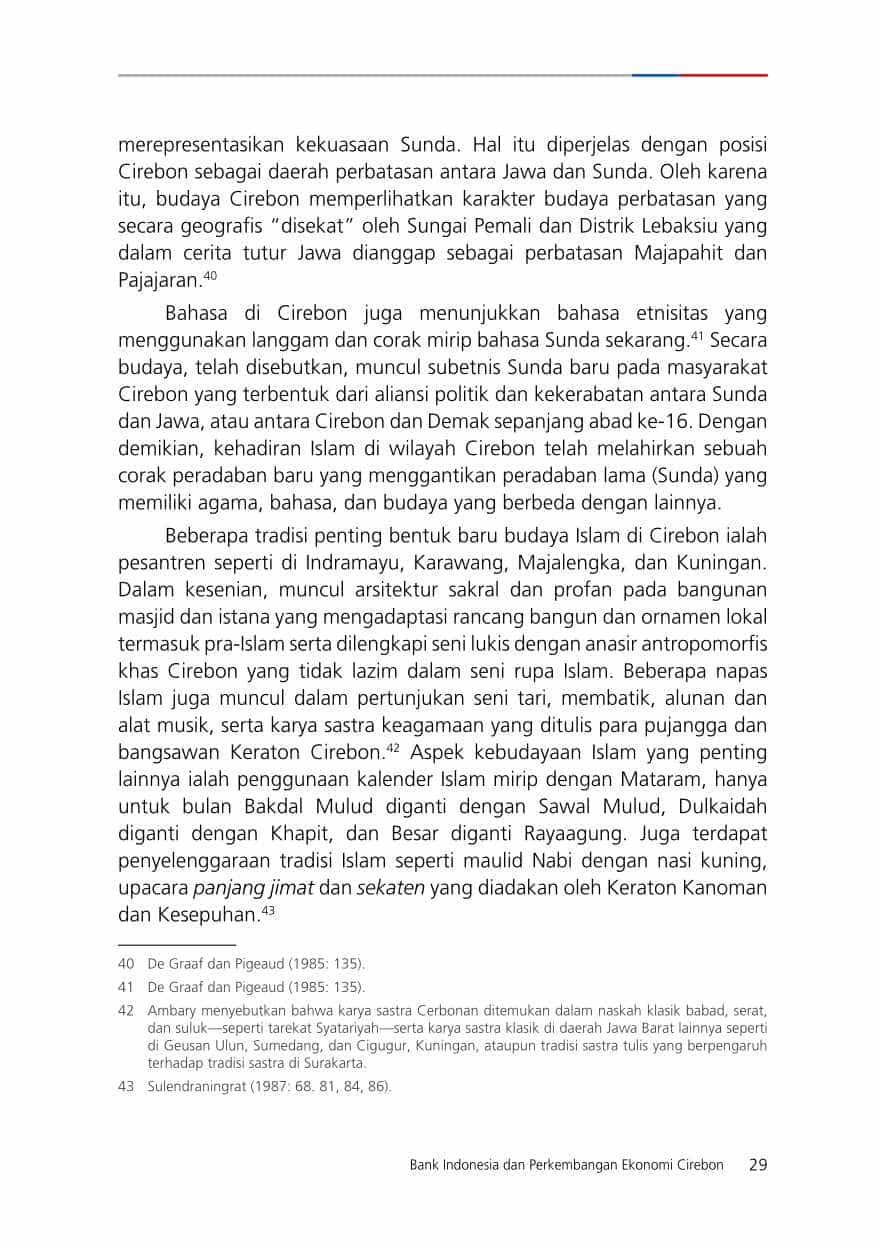 merepresentasikan kekuasaan Sunda. Hal itu diperjelas dengan posisi
Cirebon sebagai daerah perbatasan antara Jawa dan Sunda. Oleh karena
itu, budaya Cirebon memperlihatkan karakter budaya perbatasan yang
secara geografis “disekat” oleh Sungai Pemali dan Distrik Lebaksiu yang
dalam cerita tutur Jawa dianggap sebagai perbatasan Majapahit dan
Pajajaran.⁴⁰
Bahasa di Cirebon juga menunjukkan bahasa etnisitas yang
menggunakan langgam dan corak mirip bahasa Sunda sekarang.⁴¹ Secara
budaya, telah disebutkan, muncul subetnis Sunda baru pada masyarakat
Cirebon yang terbentuk dari aliansi politik dan kekerabatan antara Sunda
dan Jawa, atau antara Cirebon dan Demak sepanjang abad ke-16. Dengan
demikian, kehadiran Islam di wilayah Cirebon telah melahirkan sebuah
corak peradaban baru yang menggantikan peradaban lama (Sunda) yang
memiliki agama, bahasa, dan budaya yang berbeda dengan lainnya.
Beberapa tradisi penting bentuk baru budaya Islam di Cirebon ialah
pesantren seperti di Indramayu, Karawang, Majalengka, dan Kuningan.
Dalam kesenian, muncul arsitektur sakral dan profan pada bangunan
masjid dan istana yang mengadaptasi rancang bangun dan ornamen lokal
termasuk pra-Islam serta dilengkapi seni lukis dengan anasir antropomorfis
khas Cirebon yang tidak lazim dalam seni rupa Islam. Beberapa napas
Islam juga muncul dalam pertunjukan seni tari, membatik, alunan dan
alat musik, serta karya sastra keagamaan yang ditulis para pujangga dan
bangsawan Keraton Cirebon.⁴² Aspek kebudayaan Islam yang penting
lainnya ialah penggunaan kalender Islam mirip dengan Mataram, hanya
untuk bulan Bakdal Mulud diganti dengan Sawal Mulud, Dulkaidah
diganti dengan Khapit, dan Besar diganti Rayaagung. Juga terdapat
penyelenggaraan tradisi Islam seperti maulid Nabi dengan nasi kuning,
upacara panjang jimat dan sekaten yang diadakan oleh Keraton Kanoman
dan Kesepuhan.⁴³
40 De Graaf dan Pigeaud (1985: 135).
41 De Graaf dan Pigeaud (1985: 135).
42 Ambary menyebutkan bahwa karya sastra Cerbonan ditemukan dalam naskah klasik babad, serat,
dan suluk—seperti tarekat Syatariyah—serta karya sastra klasik di daerah Jawa Barat lainnya seperti
di Geusan Ulun, Sumedang, dan Cigugur, Kuningan, ataupun tradisi sastra tulis yang berpengaruh
terhadap tradisi sastra di Surakarta.
43 Sulendraningrat (1987: 68. 81, 84, 86).
Bank Indonesia dan Perkembangan Ekonomi Cirebon 29